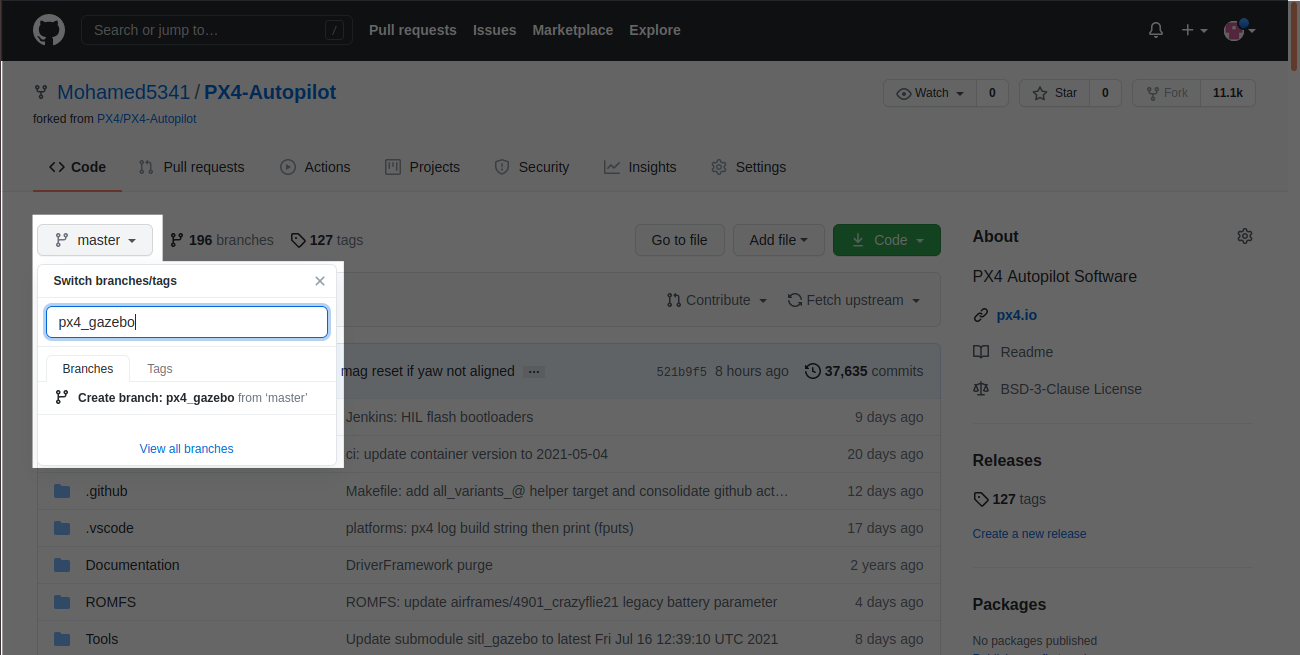 Search or jump to… /
Pull requests Issues Marketplace Explore
Mohamed5341 / PX4-Autopilot
Watch 0 Star 0 Fork 11.1k
forked from PX4/PX4-Autopilot
Code Pull requests Actions Projects Security Insights Settings
master 196 branches 127 tags Go to file Add file Code
Switch branches/tags
px4_gazebo
Branches Tags
Create branch: px4_gazebo from ‘master’
View all branches
Contribute Fetch upstream
mag reset if yaw not aligned ··· 521b9f5 8 hours ago 37,635 commits
Jenkins: HIL flash bootloaders 9 days ago
ci: update container version to 2021-05-04 20 days ago
.github Makefile: add all_variants_@ helper target and consolidate github act… 12 days ago
.vscode platforms: px4 log build string then print (fputs) 17 days ago
Documentation DriverFramework purge 2 years ago
ROMFS ROMFS: update airframes/4901_crazyflie21 legacy battery parameter 4 days ago
Tools Update submodule sitl_gazebo to latest Fri Jul 16 12:39:10 UTC 2021 8 days ago
About
PX4 Autopilot Software
px4.io
Readme
BSD-3-Clause License
Releases
127 tags
Create a new release
Packages
No packages published